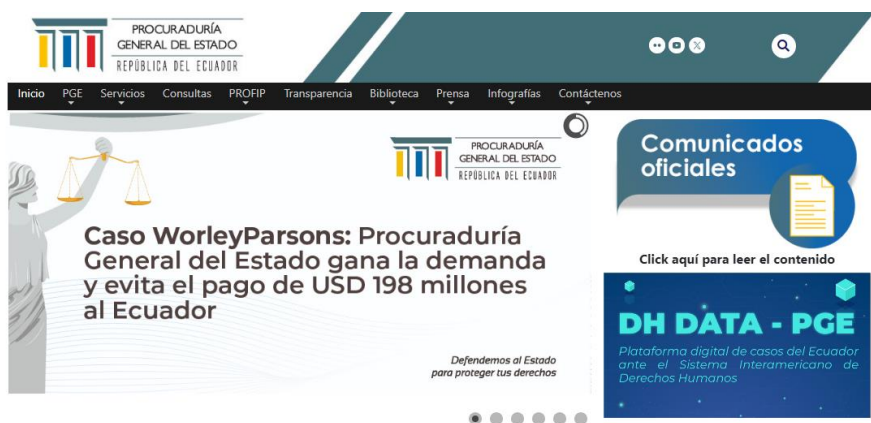 PROCURADURÍA
GENERAL DEL ESTADO
REPÚBLICA DEL ECUADOR
Inicio PGE Servicios Consultas PROFIP Transparencia Biblioteca Prensa Infografías Contáctenos
PROCURADURÍA
GENERAL DEL ESTADO
REPÚBLICA DEL ECUADOR
Caso WorleyParsons: Procuraduría
General del Estado gana la demanda
y evita el pago de USD 198 millones
al Ecuador
Defendemos al Estado
para proteger tus derechos
Comunicados
oficiales
Click aquí para leer el contenido
DH DATA - PGE
Plataforma digital de casos del Ecuador
ante el Sistema Interamericano de
Derechos Humanos